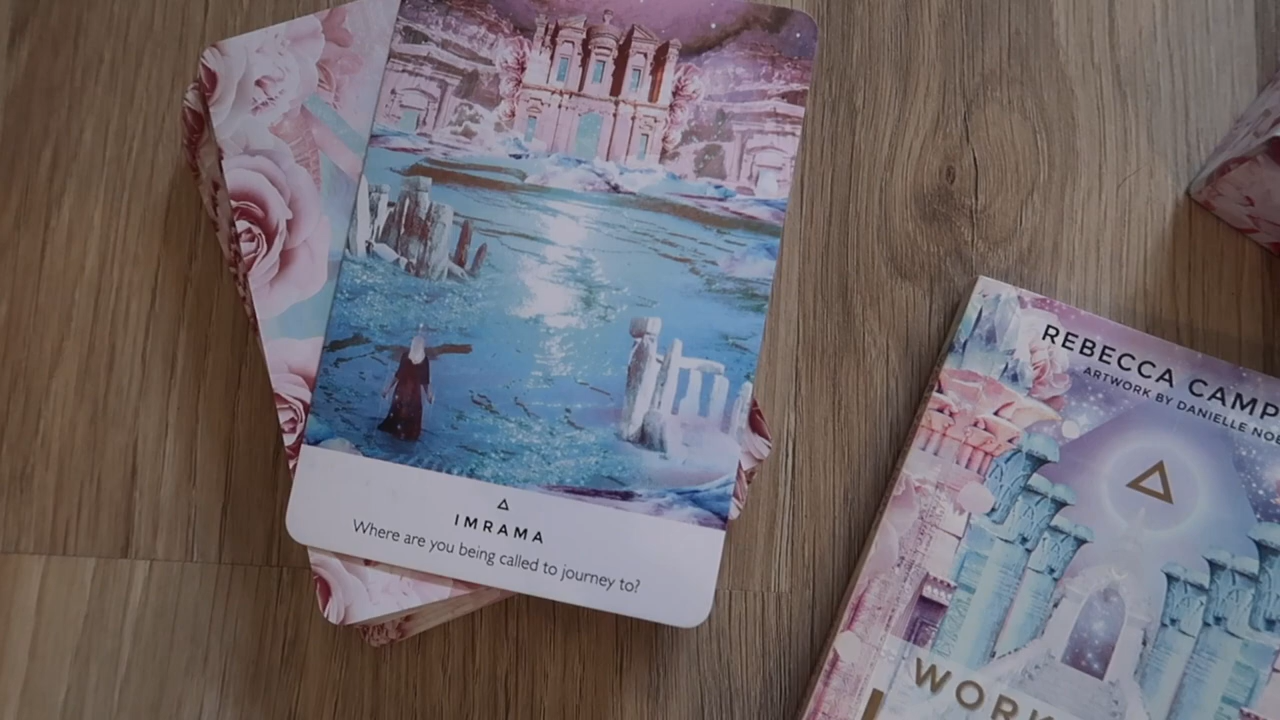 IMRAMA
Where are you being called to journey to?
REBECCA CAMP
ARTWORK BY DANIELLE NOE
WORK